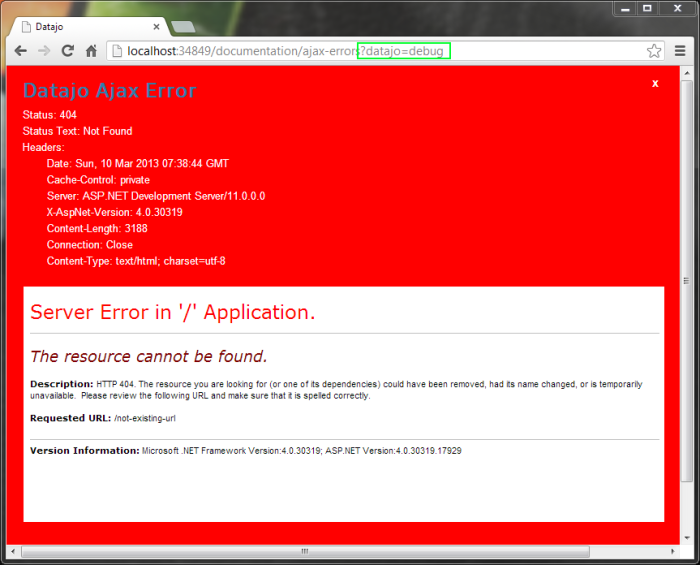 Datajo
localhost:34849/documentation/ajax-errors?datajo=debug
Datajo Ajax Error
x
Status: 404
Status Text: Not Found
Headers:
Date: Sun, 10 Mar 2013 07:38:44 GMT
Cache-Control: private
Server: ASP.NET Development Server/11.0.0.0
X-AspNet-Version: 4.0.30319
Content-Length: 3188
Connection: Close
Content-Type: text/html; charset=utf-8
Server Error in '/' Application.
The resource cannot be found.
Description: HTTP 404. The resource you are looking for (or one of its dependencies) could have been removed, had its name changed, or is temporarily
unavailable.  Please review the following URL and make sure that it is spelled correctly.
Requested URL: /not-existing-url
Version Information: Microsoft .NET Framework Version:4.0.30319; ASP.NET Version:4.0.30319.17929